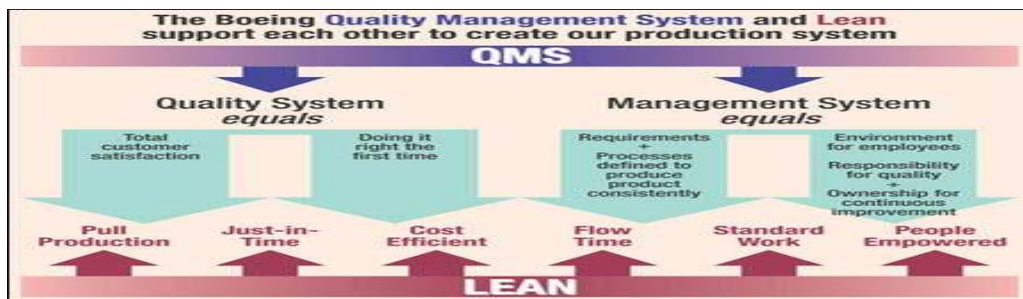 The Boeing Quality Management System and Lean
support each other to create our production system
QMS
Quality System
equals
Management System
equals
Total
customer
satisfaction
Doing it
right the
first time
Requirements
+
Processes
defined to
produce
product
consistently
Environment
for employees
Responsibility
for quality
+
Ownership for
continuous
improvement
Pull
Production
Just-in-
Time
Cost
Efficient
Flow
Time
Standard
Work
People
Empowered
LEAN